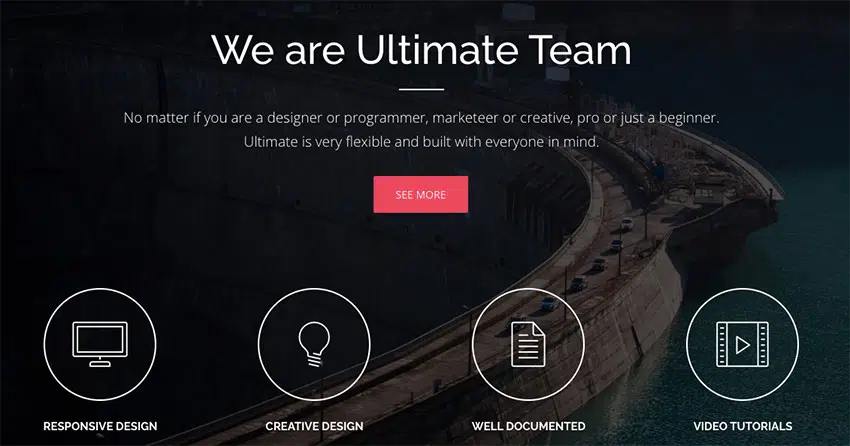 We are Ultimate Team
No matter if you are a designer or programmer, marketeer or creative, pro or just a beginner.
Ultimate is very flexible and built with everyone in mind.
SEE MORE
RESPONSIVE DESIGN
CREATIVE DESIGN
WELL DOCUMENTED
VIDEO TUTORIALS